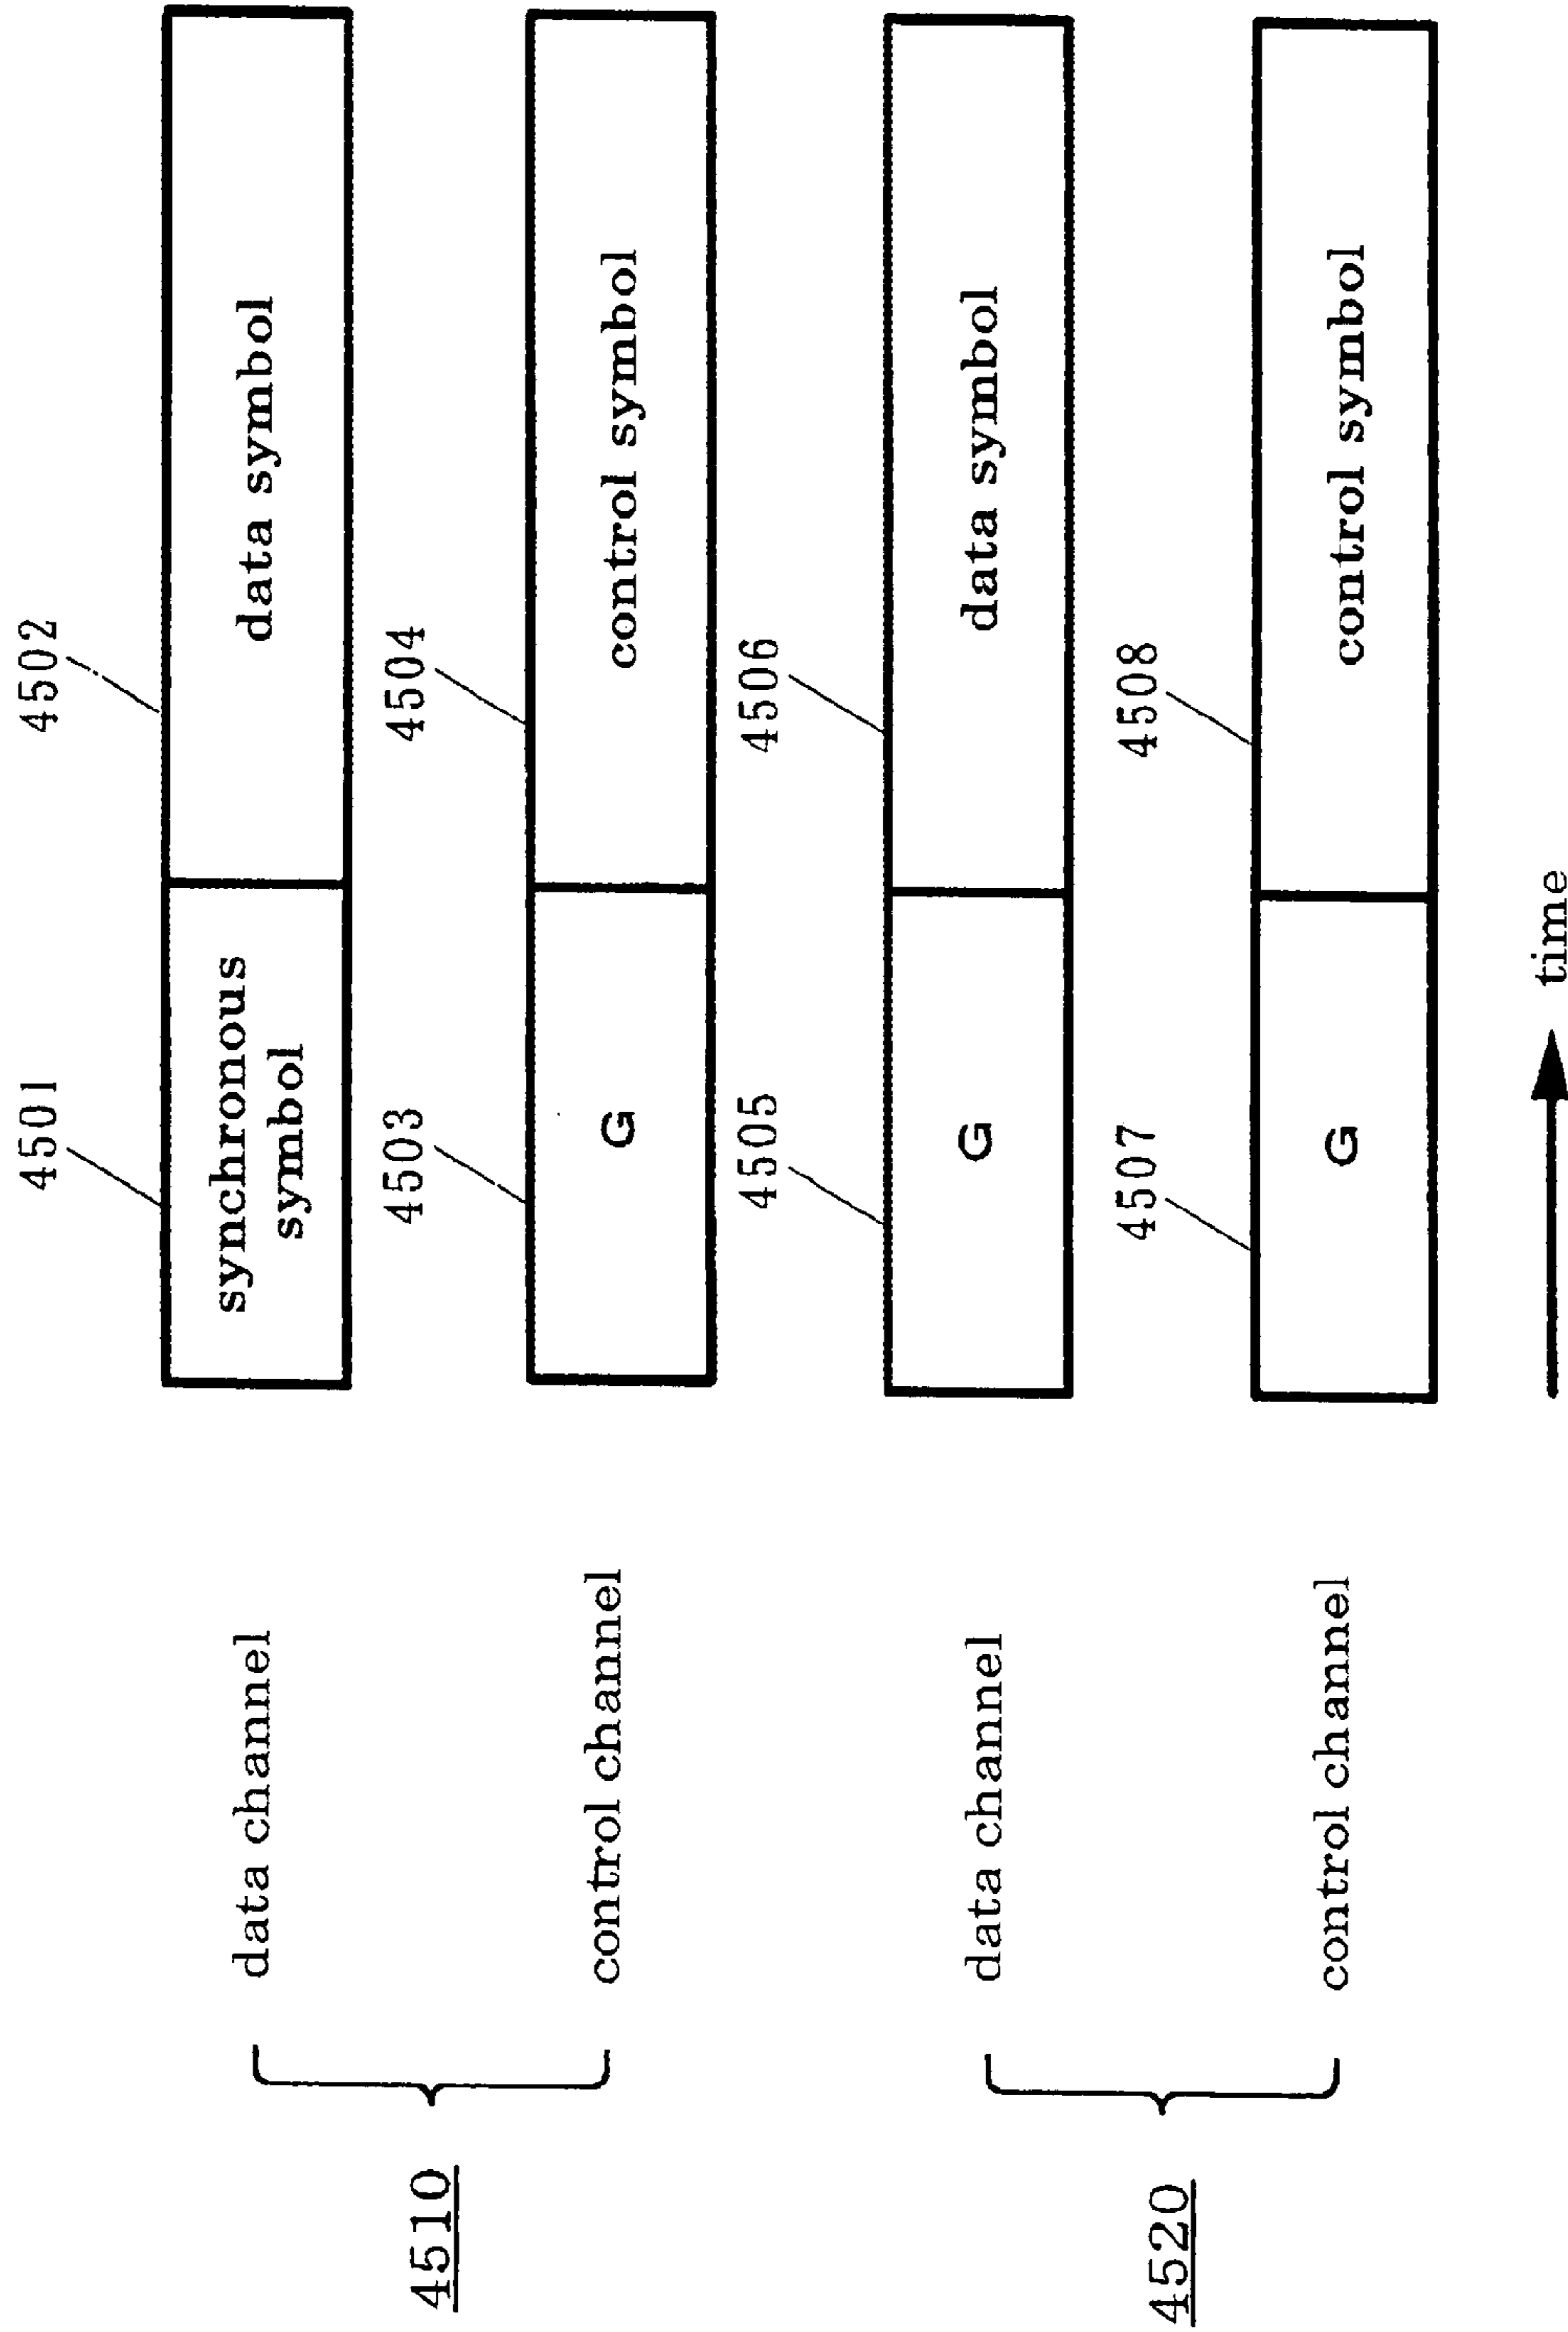 4501
4502
data channel
synchronous
symbol
data symbol
4510
4503
4504
control channel
G
control symbol
4505
4506
data channel
G
data symbol
4520
4507
4508
control channel
G
control symbol
time